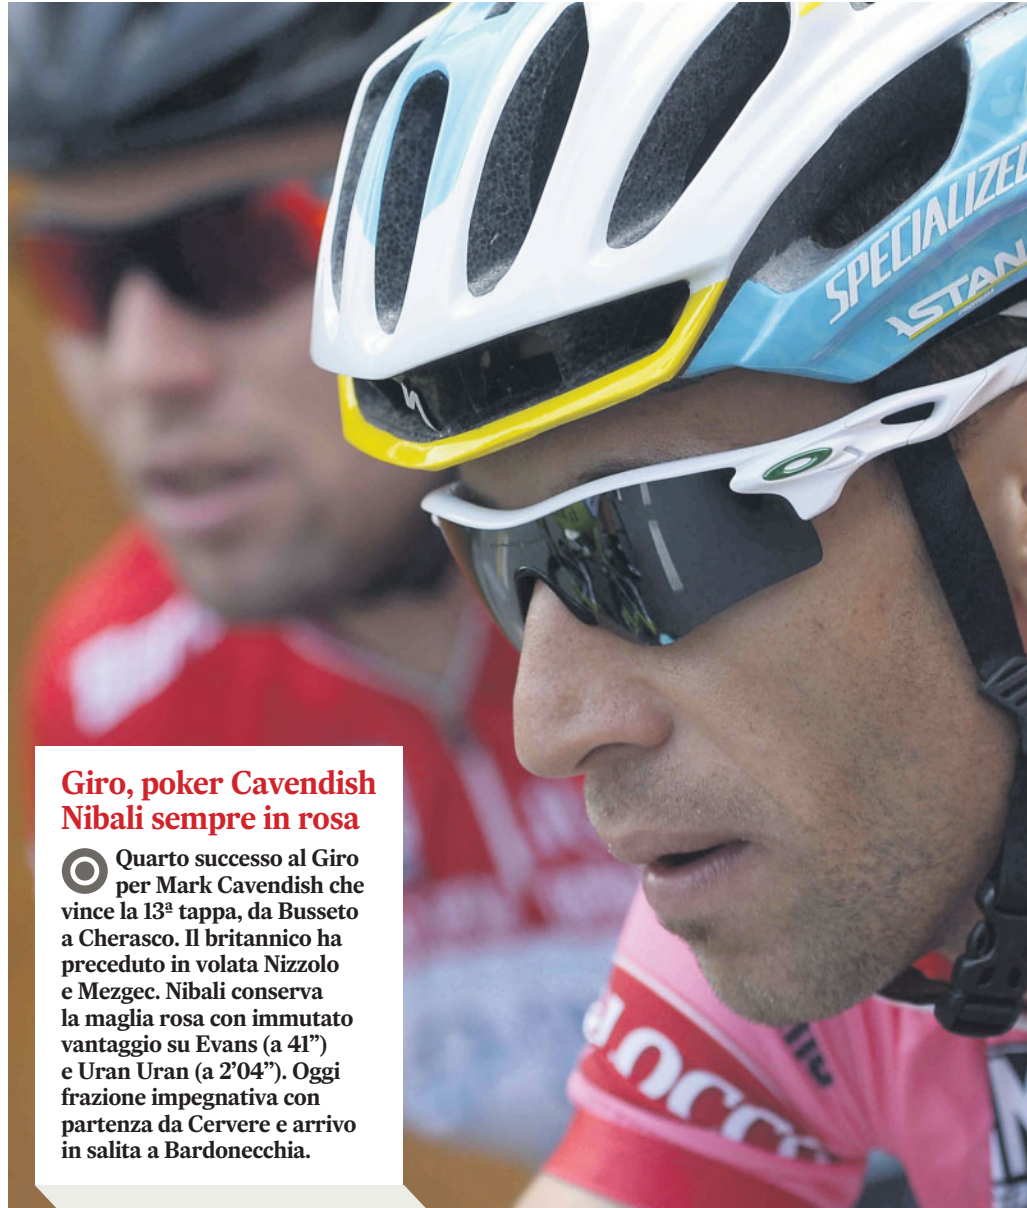 SPECIALIZED
STAN
Giro, poker Cavendish
Nibali sempre in rosa
Quarto successo al Giro
per Mark Cavendish che
vince la 13ª tappa, da Busseto
a Cherasco. Il britannico ha
preceduto in volata Nizzolo
e Mezgec. Nibali conserva
la maglia rosa con immutato
vantaggio su Evans (a 41”)
e Uran Uran (a 2’04”). Oggi
frazione impegnativa con
partenza da Cervere e arrivo
in salita a Bardonecchia.